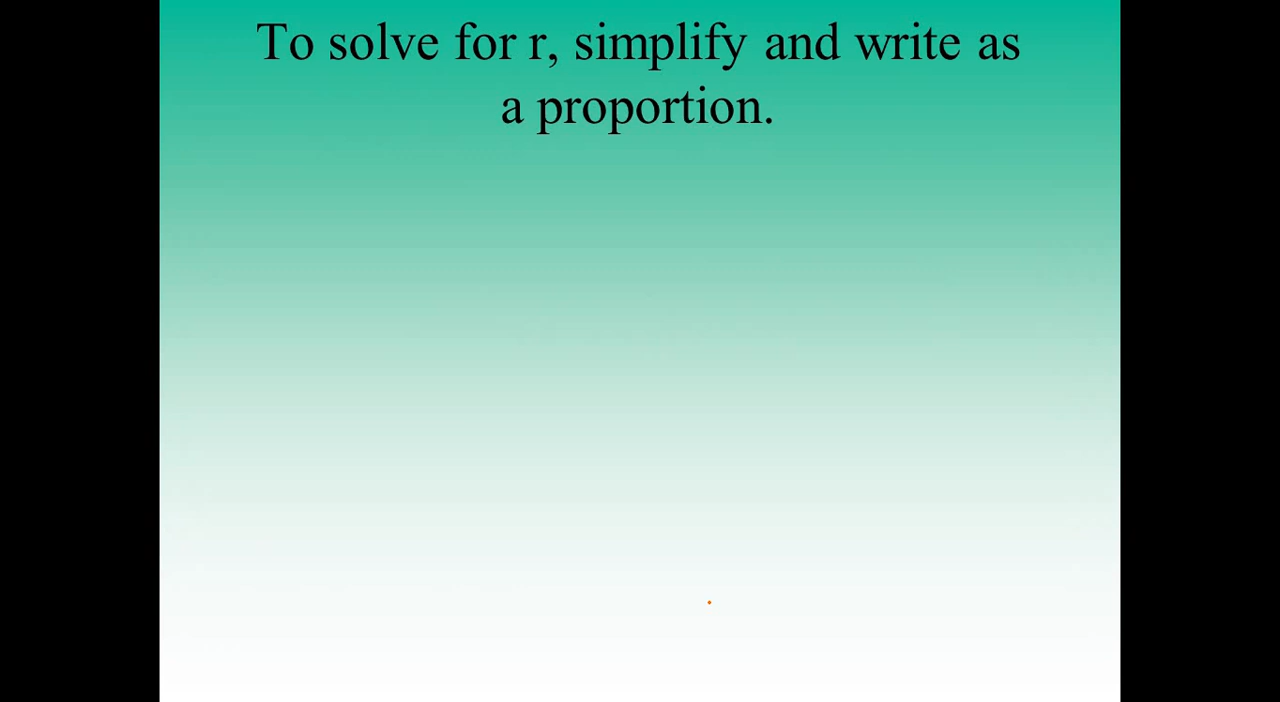 To solve for r, simplify and write as
a proportion.